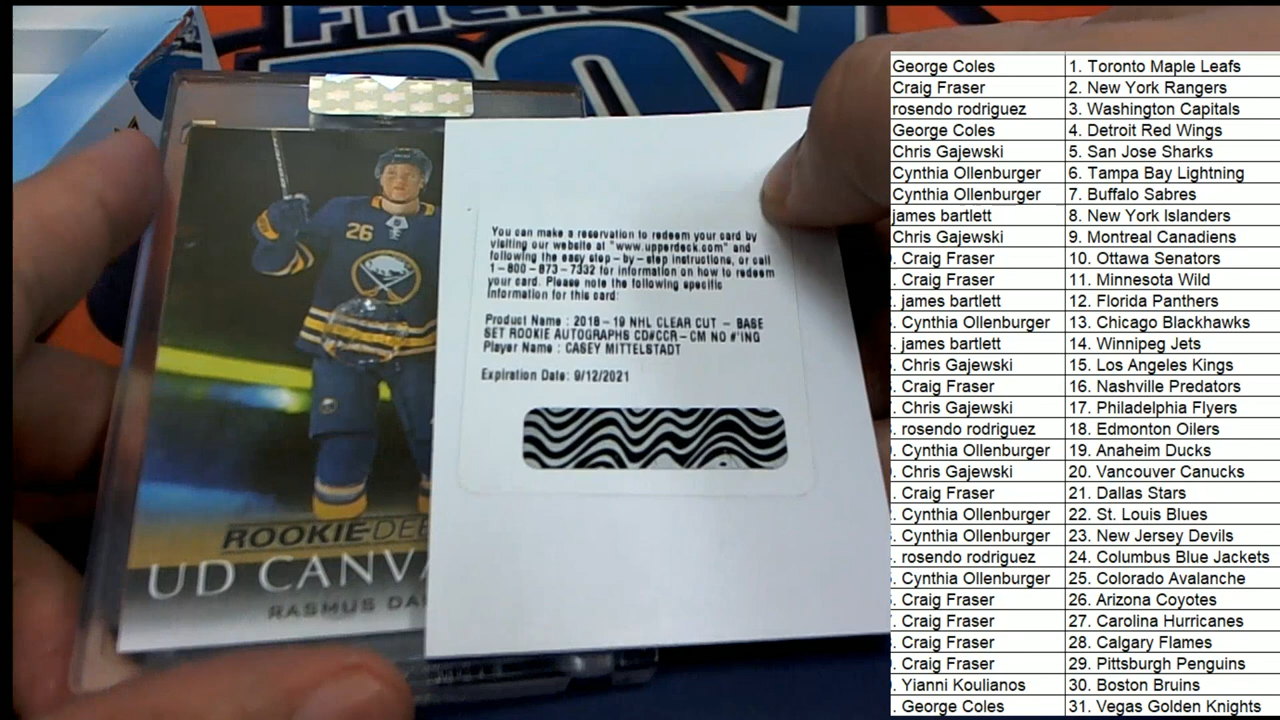 FRIENDS
BOX
26
ROOKIE DE
UD CANV
RASMUS DA
You can make a reservation to redeem your card by
visiting our website at "www.upperdeck.com" and
following the easy step-by-step instructions, or call
1-800-873-7332 for information on how to redeem
your card. Please note the following specific
information for this card:
Product Name : 2018-19 NHL CLEAR CUT - BASE
SET ROOKIE AUTOGRAPHS CD#CCR-CM NO #'ING
Player Name : CASEY MITTELSTADT
Expiration Date: 9/12/2021
George Coles 1. Toronto Maple Leafs
Craig Fraser 2. New York Rangers
rosendo rodriguez 3. Washington Capitals
George Coles 4. Detroit Red Wings
Chris Gajewski 5. San Jose Sharks
Cynthia Ollenburger 6. Tampa Bay Lightning
Cynthia Ollenburger 7. Buffalo Sabres
james bartlett 8. New York Islanders
Chris Gajewski 9. Montreal Canadiens
. Craig Fraser 10. Ottawa Senators
. Craig Fraser 11. Minnesota Wild
. james bartlett 12. Florida Panthers
. Cynthia Ollenburger 13. Chicago Blackhawks
. james bartlett 14. Winnipeg Jets
. Chris Gajewski 15. Los Angeles Kings
. Craig Fraser 16. Nashville Predators
. Chris Gajewski 17. Philadelphia Flyers
. rosendo rodriguez 18. Edmonton Oilers
. Cynthia Ollenburger 19. Anaheim Ducks
. Chris Gajewski 20. Vancouver Canucks
. Craig Fraser 21. Dallas Stars
. Cynthia Ollenburger 22. St. Louis Blues
. Cynthia Ollenburger 23. New Jersey Devils
. rosendo rodriguez 24. Columbus Blue Jackets
. Cynthia Ollenburger 25. Colorado Avalanche
. Craig Fraser 26. Arizona Coyotes
. Craig Fraser 27. Carolina Hurricanes
. Craig Fraser 28. Calgary Flames
. Craig Fraser 29. Pittsburgh Penguins
. Yianni Koulianos 30. Boston Bruins
. George Coles 31. Vegas Golden Knights